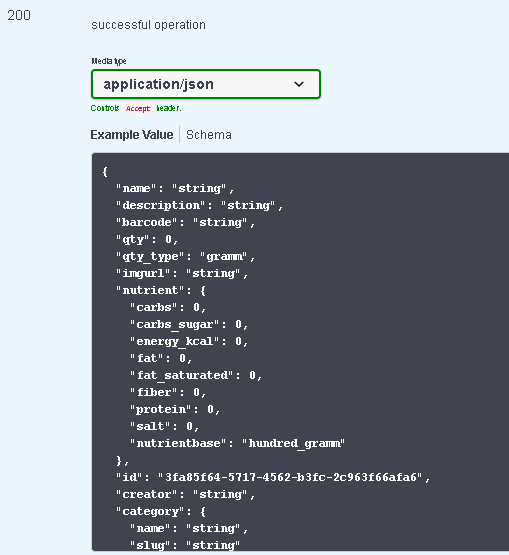 200
successful operation
Media type
application/json
Controls Accept header.
Example Value Schema
{
"name": "string",
"description": "string",
"barcode": "string",
"qty": 0,
"qty_type": "gramm",
"imgurl": "string",
"nutrient": {
"carbs": 0,
"carbs_sugar": 0,
"energy_kcal": 0,
"fat": 0,
"fat_saturated": 0,
"fiber": 0,
"protein": 0,
"salt": 0,
"nutrientbase": "hundred_gramm"
},
"id": "3fa85f64-5717-4562-b3fc-2c963f66afa6",
"creator": "string",
"category": {
"name": "string",
"slug": "string"